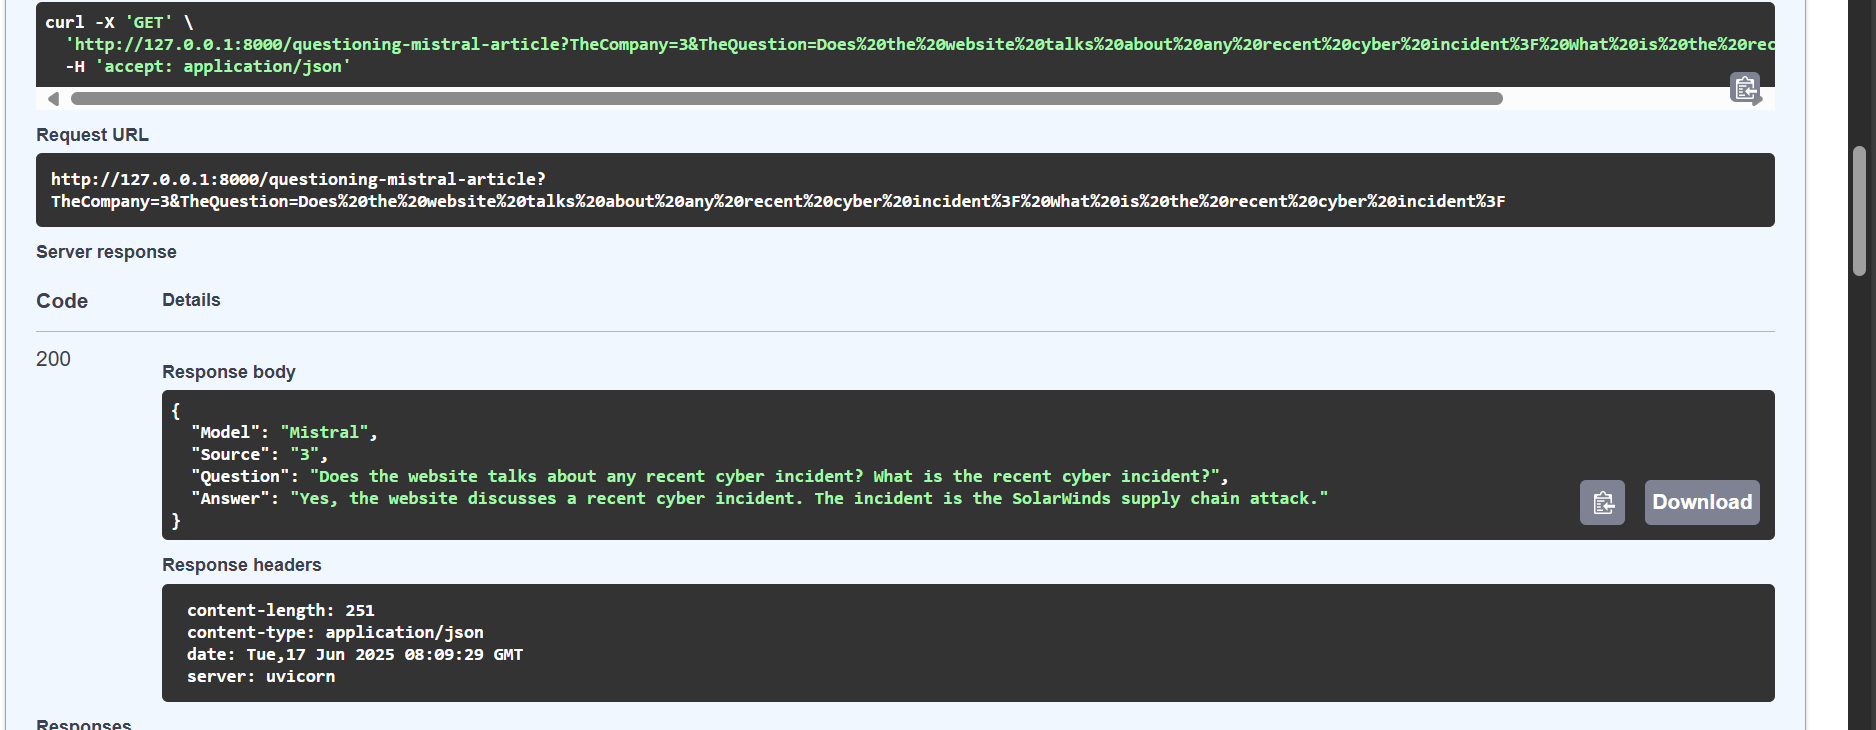 curl -X 'GET' \
'http://127.0.0.1:8000/questioning-mistral-article?TheCompany=3&TheQuestion=Does%20the%20website%20talks%20about%20any%20recent%20cyber%20incident%3F%20What%20is%20the%20rec
-H 'accept: application/json'
Request URL
http://127.0.0.1:8000/questioning-mistral-article?
TheCompany=3&TheQuestion=Does%20the%20website%20talks%20about%20any%20recent%20cyber%20incident%3F%20What%20is%20the%20recent%20cyber%20incident%3F
Server response
Code Details
200
Response body
{
"Model": "Mistral",
"Source": "3",
"Question": "Does the website talks about any recent cyber incident? What is the recent cyber incident?",
"Answer": "Yes, the website discusses a recent cyber incident. The incident is the SolarWinds supply chain attack."
}
Download
Response headers
content-length: 251
content-type: application/json
date: Tue,17 Jun 2025 08:09:29 GMT
server: uvicorn
Responses